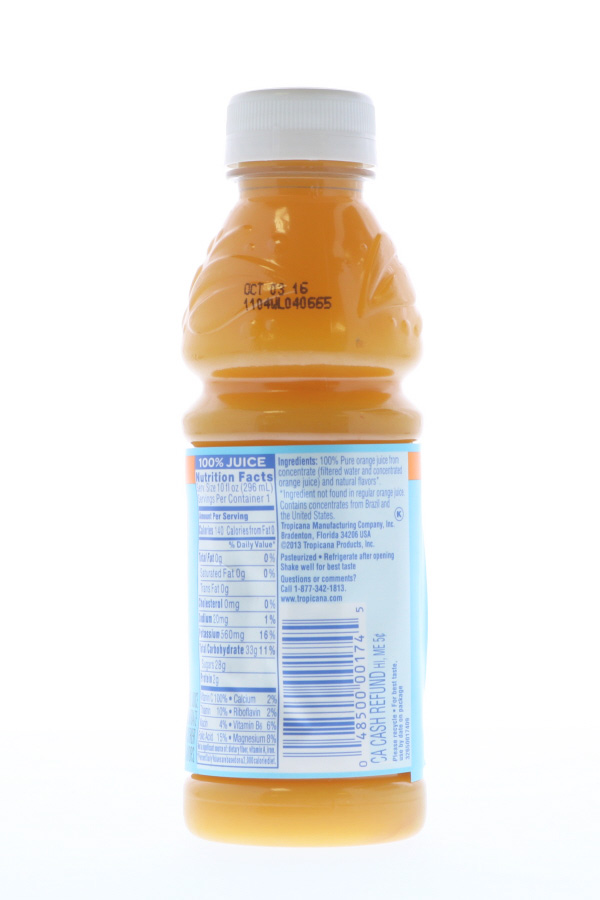 OCT 03 16
1104WL040665
100% JUICE
Nutrition Facts
Serv. Size 10 fl oz (296 mL)
Servings Per Container 1
Amount Per Serving
Calories 140 Calories from Fat 0
% Daily Value*
Total Fat 0g 0%
Saturated Fat 0g 0%
Trans Fat 0g
Cholesterol 0mg 0%
Sodium 20mg 1%
Potassium 560mg 16%
Total Carbohydrate 33g 11%
Sugars 28g
Protein 2g
Vitamin C 100% • Calcium 2%
10% • Riboflavin 2%
4% • Vitamin B6 6%
15% • Magnesium 8%
Ingredients: 100% Pure orange juice from
concentrate (filtered water and concentrated
orange juice) and natural flavors*.
*Ingredient not found in regular orange juice.
Contains concentrates from Brazil and
the United States.
K
Tropicana Manufacturing Company, Inc.
Bradenton, Florida 34206 USA
©2013 Tropicana Products, Inc.
Pasteurized • Refrigerate after opening
Shake well for best taste
Questions or comments?
Call 1-877-342-1813.
www.tropicana.com
0 48500 00174 5
CA CASH REFUND HI, ME 5¢
Please recycle • For best taste,
use by date on package